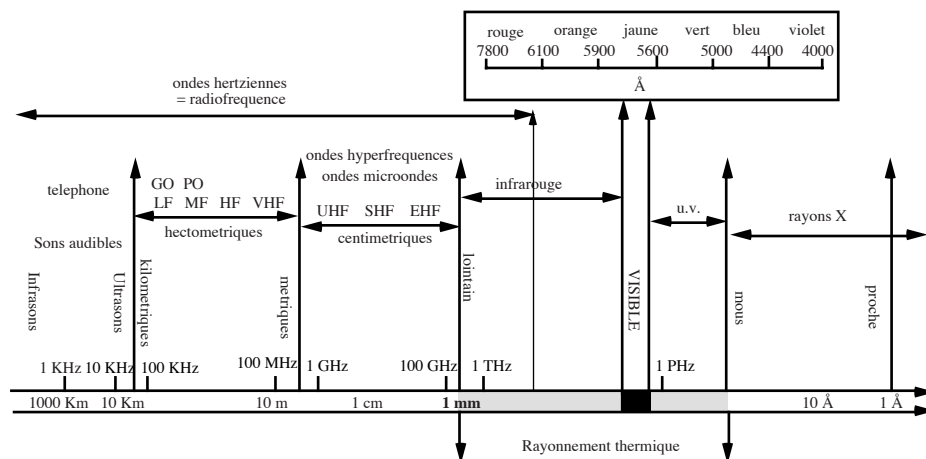 rouge orange jaune vert bleu violet
7800 6100 5900 5600 5000 4400 4000
Å
ondes hertziennes
= radiofrequence
ondes hyperfrequences
ondes microondes
infrarouge
telephone
GO PO
LF MF HF VHF
hectometriques
UHF SHF EHF
centimetriques
u.v.
rayons X
Sons audibles
Infrasons
Ultrasons
kilometriques
metriques
lointain
VISIBLE
mous
proche
1 KHz 10 KHz 100 KHz 100 MHz 1 GHz 100 GHz 1 THz 1 PHz
1000 Km 10 Km 10 m 1 cm 1 mm 10 Å 1 Å
Rayonnement thermique